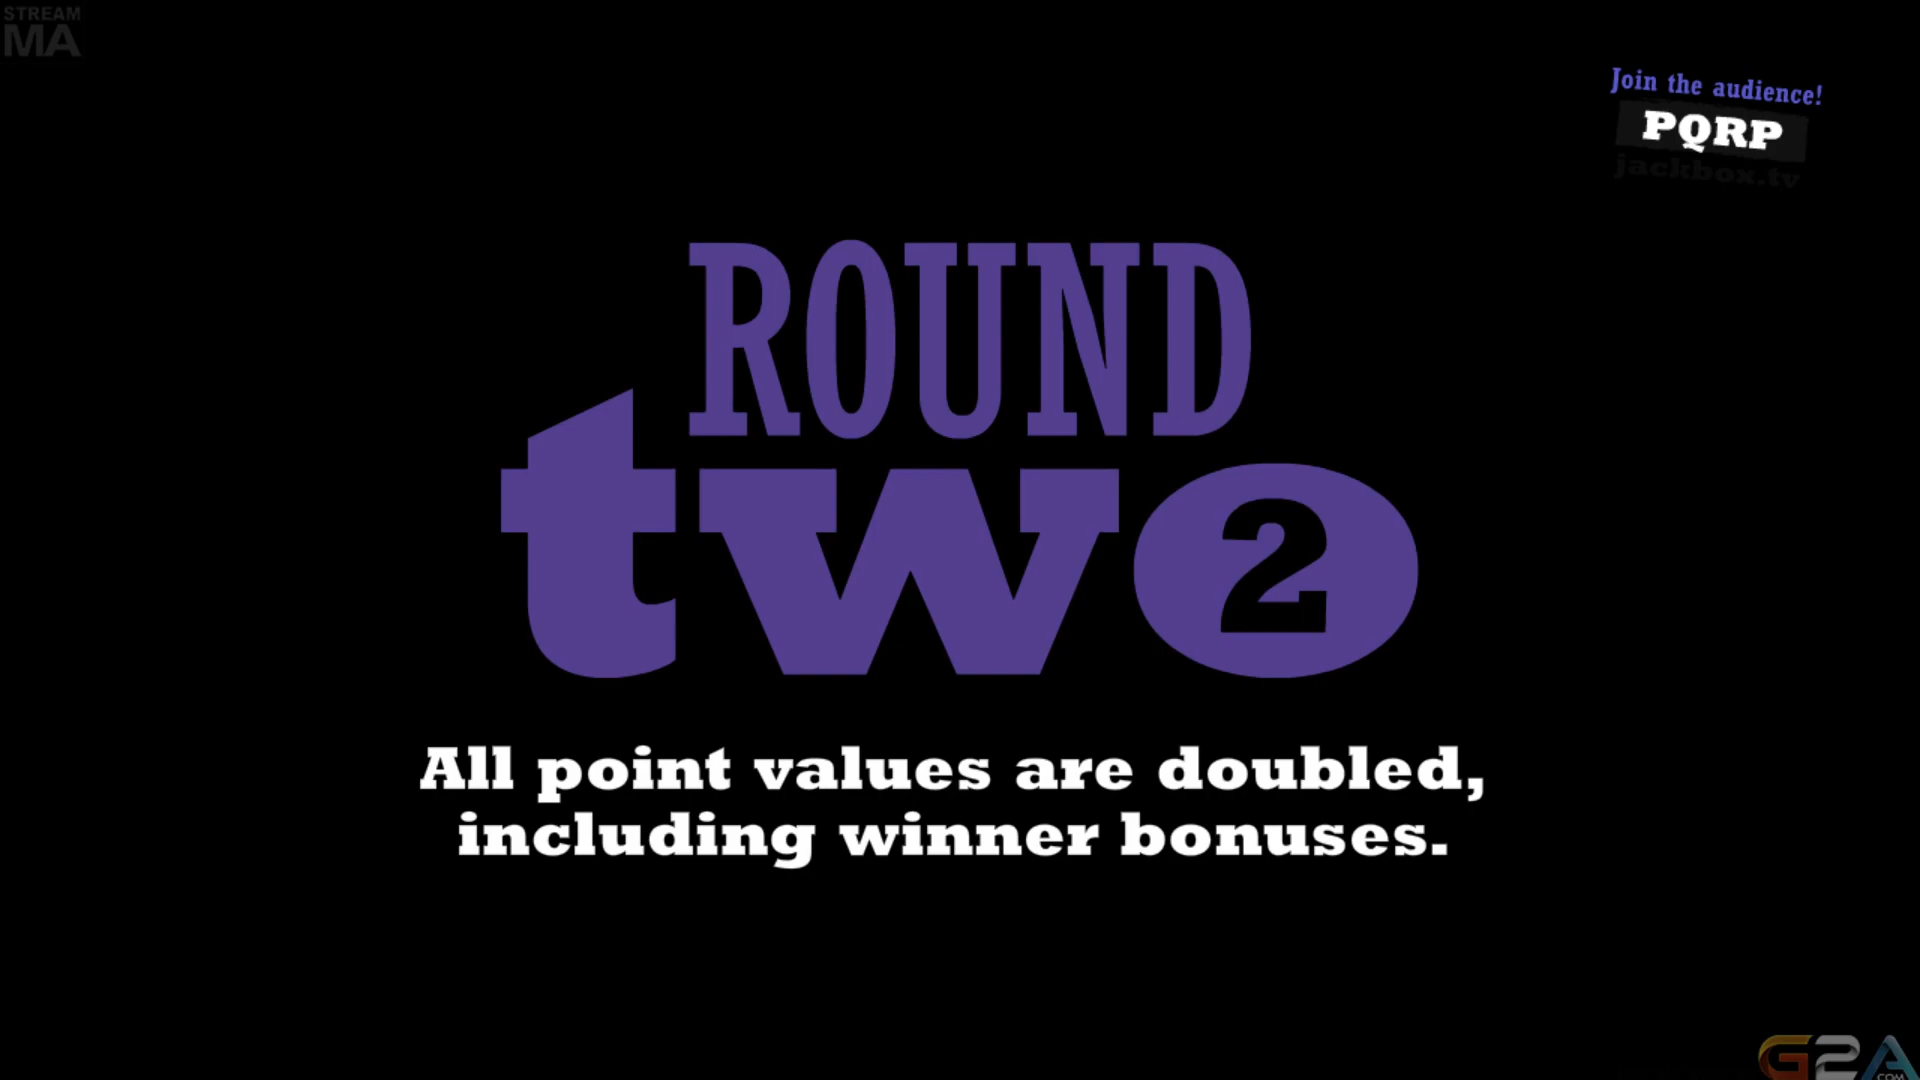 STREAM
MA
Join the audience!
PQRP
jackbox.tv
ROUND
two
2
All point values are doubled,
including winner bonuses.
G2A
.COM